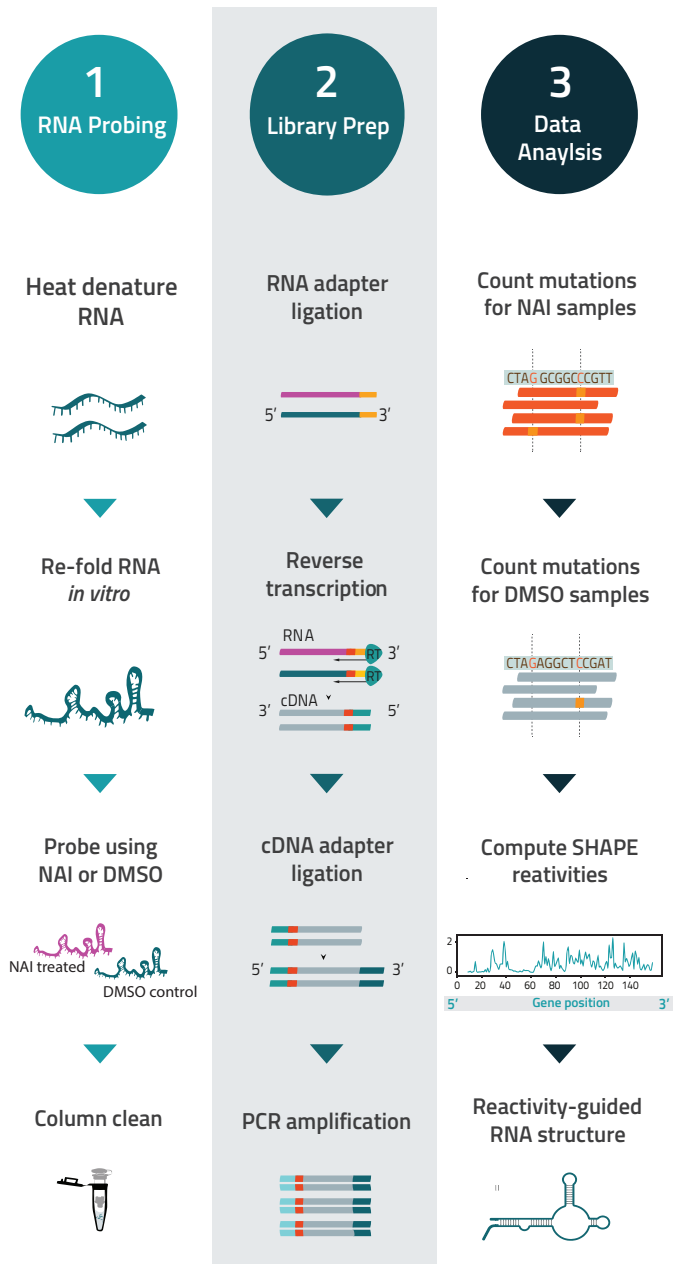 1
RNA Probing
Heat denature
RNA
Re-fold RNA
in vitro
Probe using
NAI or DMSO
NAI treated
DMSO control
Column clean
2
Library Prep
RNA adapter
ligation
5’ 3’
Reverse
transcription
RNA
5’ RT 3’
RT
cDNA
3’ 5’
cDNA adapter
ligation
5’ 3’
PCR amplification
3
Data
Anaylsis
Count mutations
for NAI samples
CTAG GCGGCCCGTT
Count mutations
for DMSO samples
CTAGAGGCTCCGAT
Compute SHAPE
reativities
2
0
0 20 40 60 80 100 120 140
5’ Gene position 3’
Reactivity-guided
RNA structure